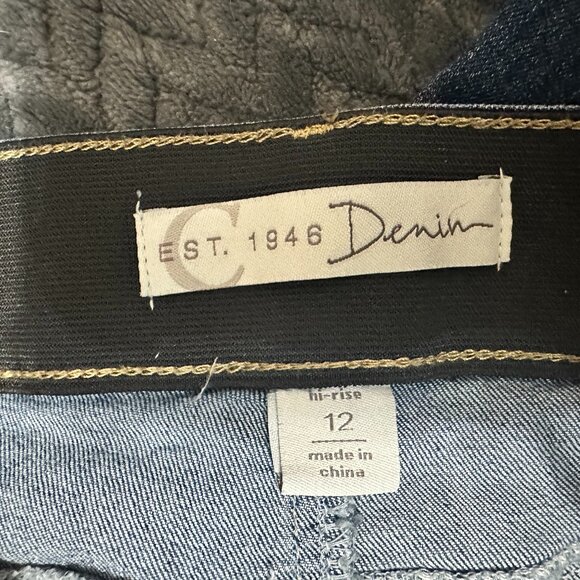 C
EST. 1946 Denim
hi-rise
12
made in
china